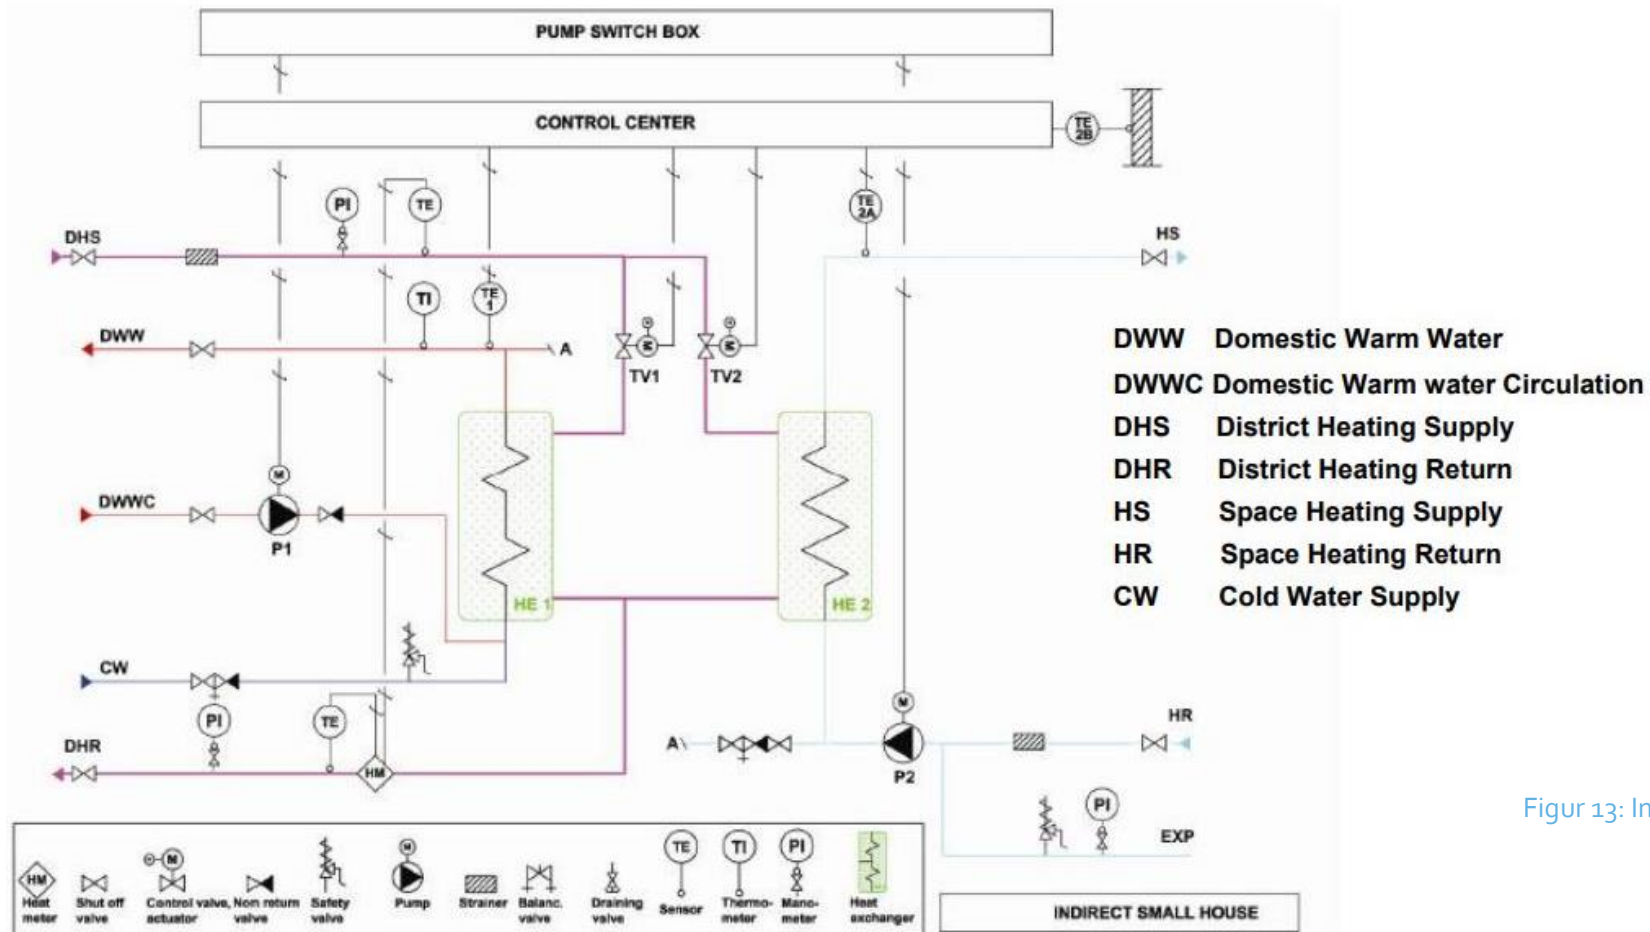 PUMP SWITCH BOX
CONTROL CENTER
TE 2B
PI
TE
TE 2A
DHS
HS
TI
TE 1
DWW
A
M
M
TV1
TV2
M
DWWC
P1
HE 1
HE 2
CW
PI
TE
M
DHR
HM
A
P2
HR
PI
EXP
DWW Domestic Warm Water
DWWC Domestic Warm water Circulation
DHS District Heating Supply
DHR District Heating Return
HS Space Heating Supply
HR Space Heating Return
CW Cold Water Supply
Figur 13: In
HM
M
M
TE
TI
PI
Heat meter
Shut off valve
Control valve, actuator
Non return valve
Safety valve
Pump
Strainer
Balanc. valve
Draining valve
Sensor
Thermo-meter
Mano-meter
Heat exchanger
INDIRECT SMALL HOUSE